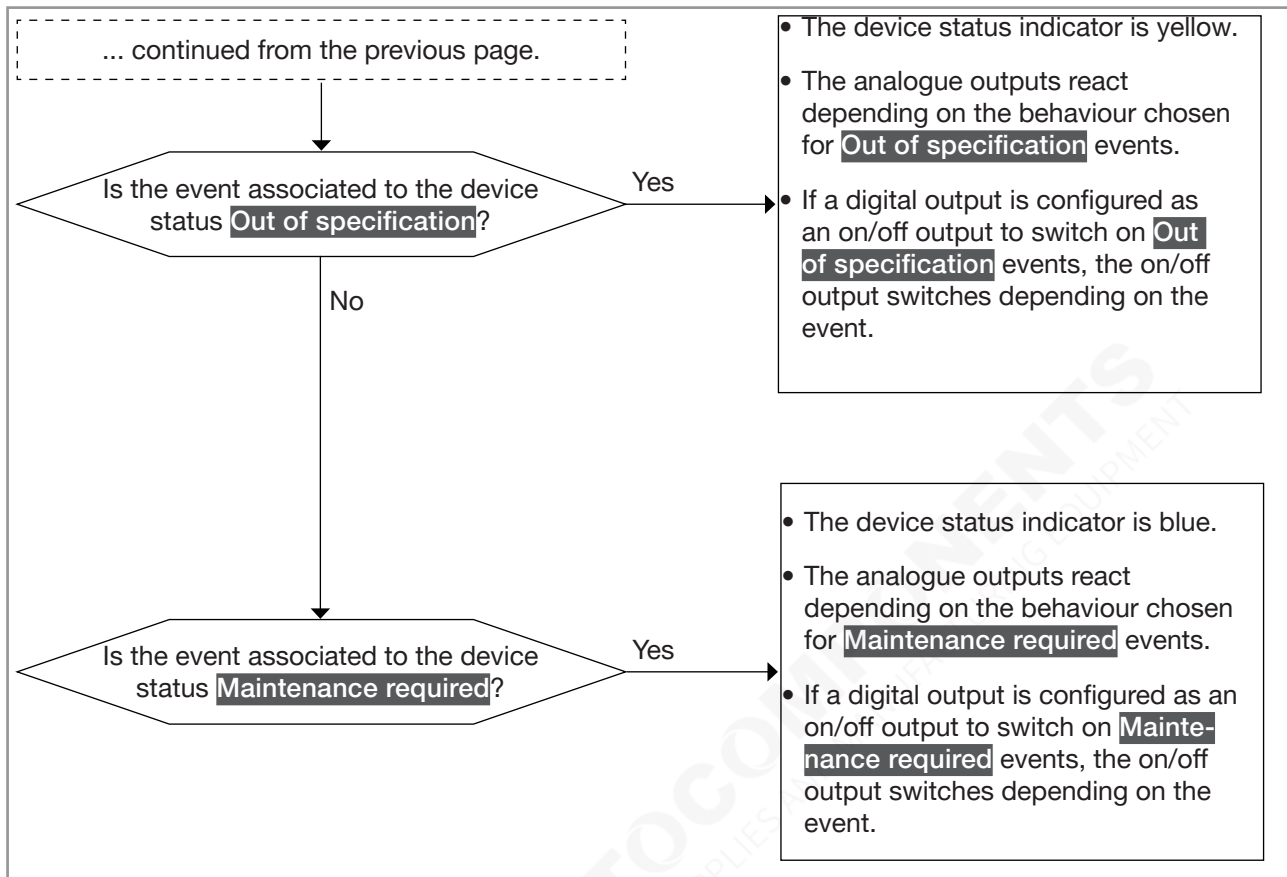 ... continued from the previous page.
Is the event associated to the device
status Out of specification?
Yes
• The device status indicator is yellow.
• The analogue outputs react
depending on the behaviour chosen
for Out of specification events.
• If a digital output is configured as
an on/off output to switch on Out
of specification events, the on/off
output switches depending on the
event.
No
Is the event associated to the device
status Maintenance required?
Yes
• The device status indicator is blue.
• The analogue outputs react
depending on the behaviour chosen
for Maintenance required events.
• If a digital output is configured as an
on/off output to switch on Mainte-
nance required events, the on/off
output switches depending on the
event.